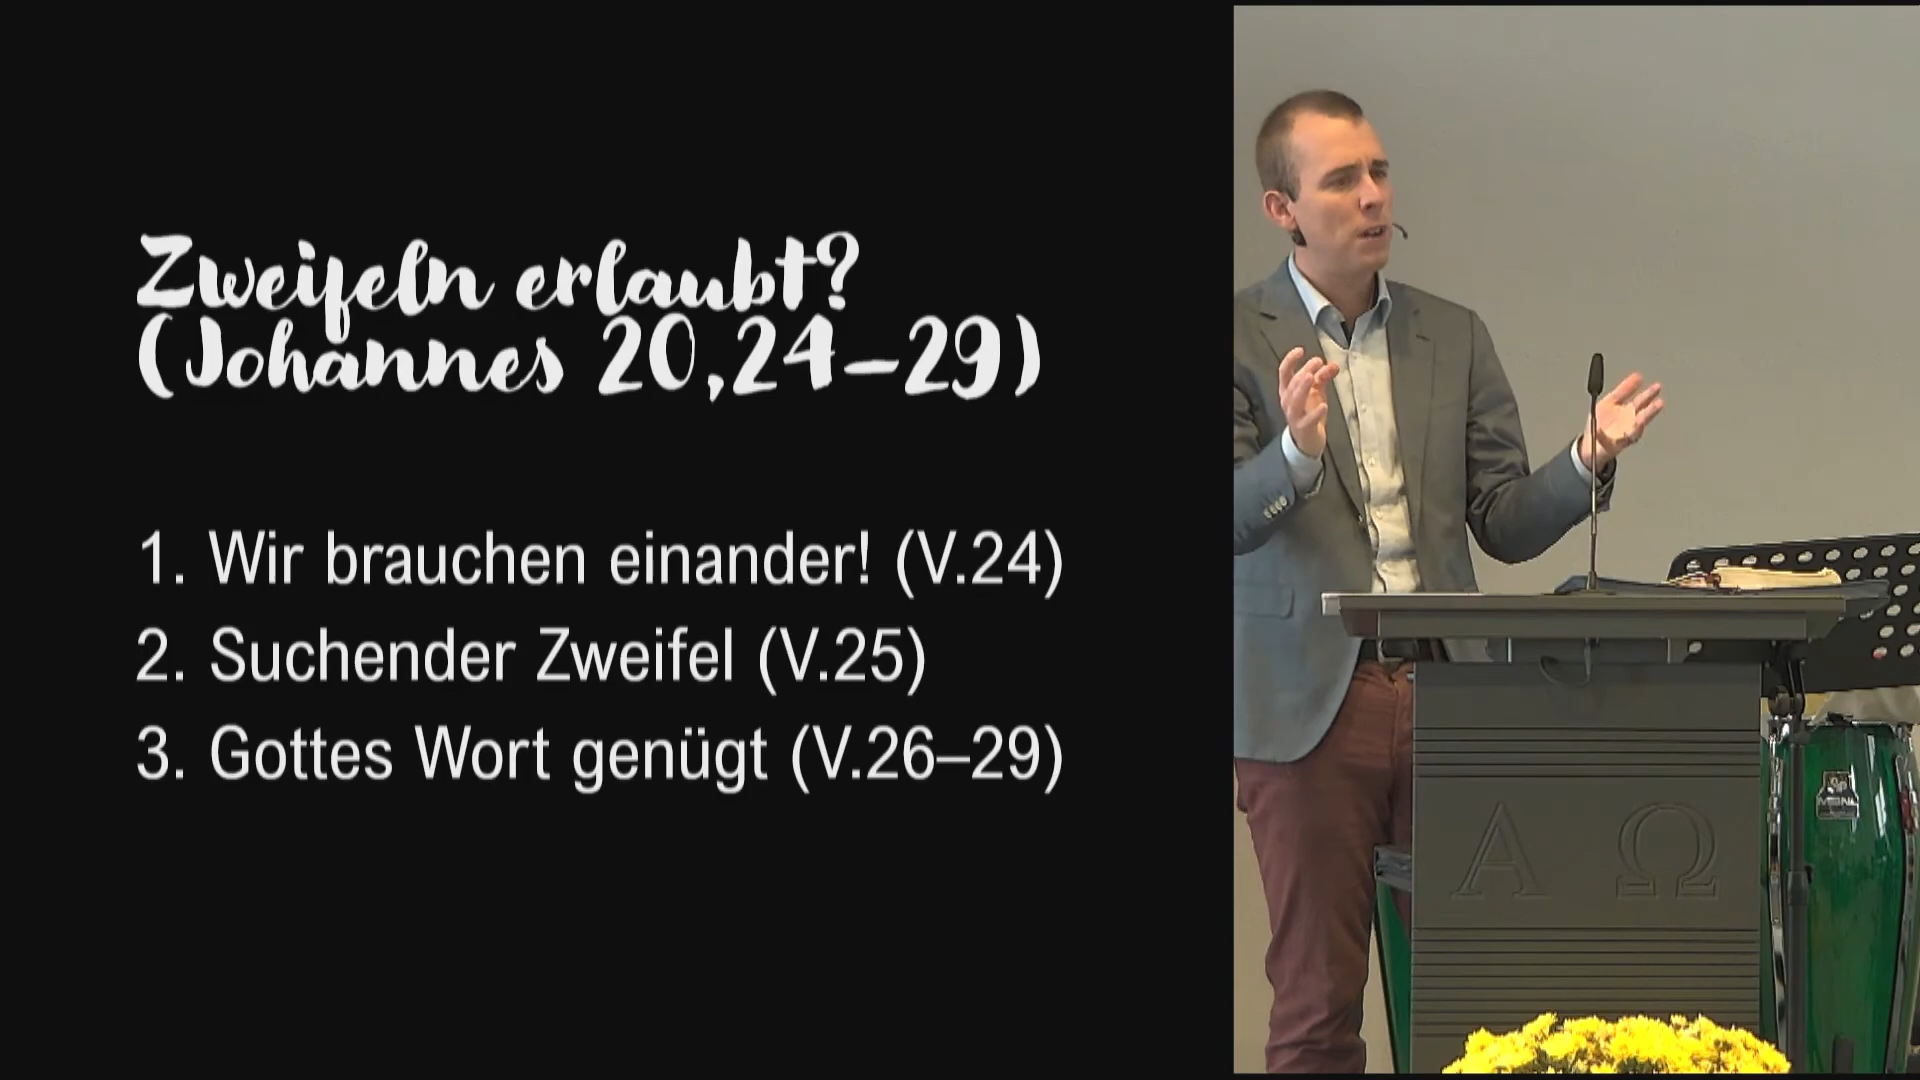 Zweifeln erlaubt?
(Johannes 20,24–29)
1. Wir brauchen einander! (V.24)
2. Suchender Zweifel (V.25)
3. Gottes Wort genügt (V.26–29)
Α Ω
MEINL